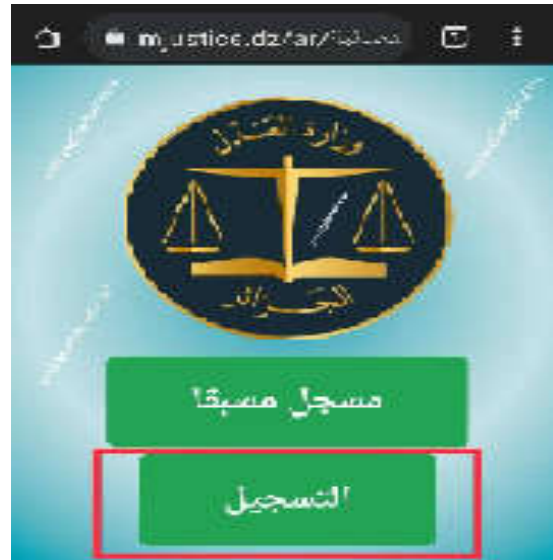 mjustice.dz/ar/
وزارة العدل
الجزائر
مسجل مسبقا
التسجيل